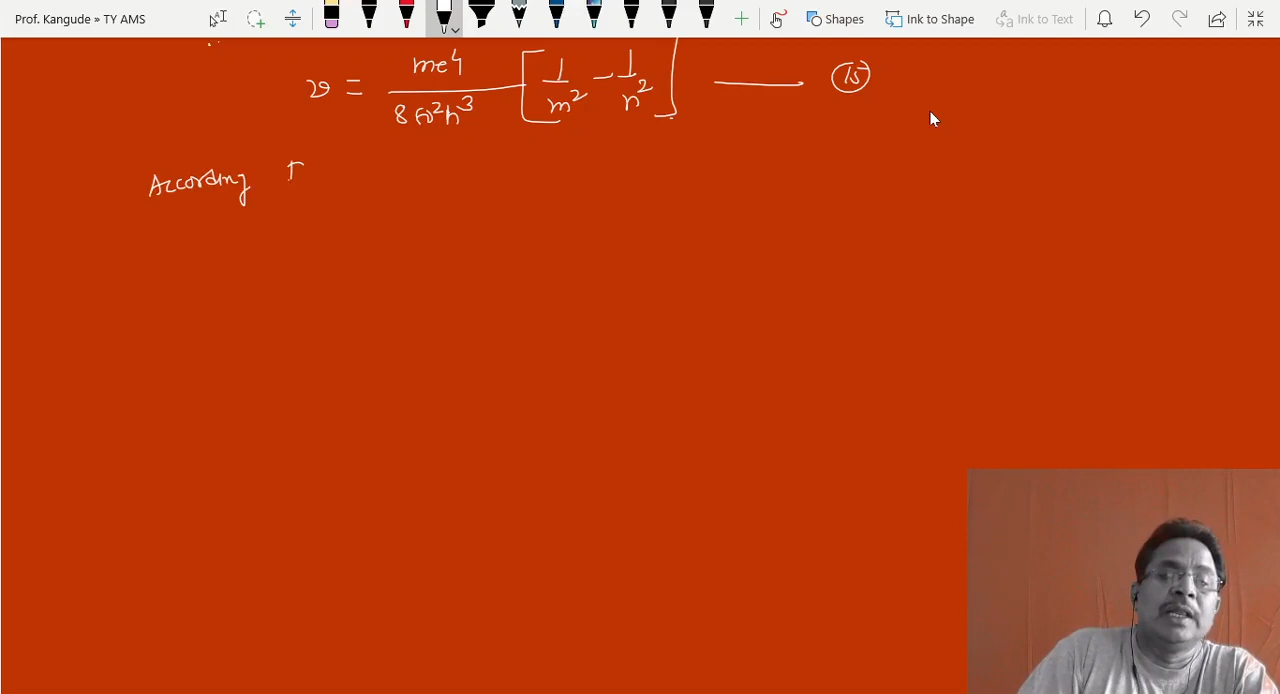 Prof. Kangude » TY AMS
Shapes
Ink to Shape
Ink to Text
∴
ν = me4 / 8ε0²h³ [1/m² - 1/n²] —— (15)
According T